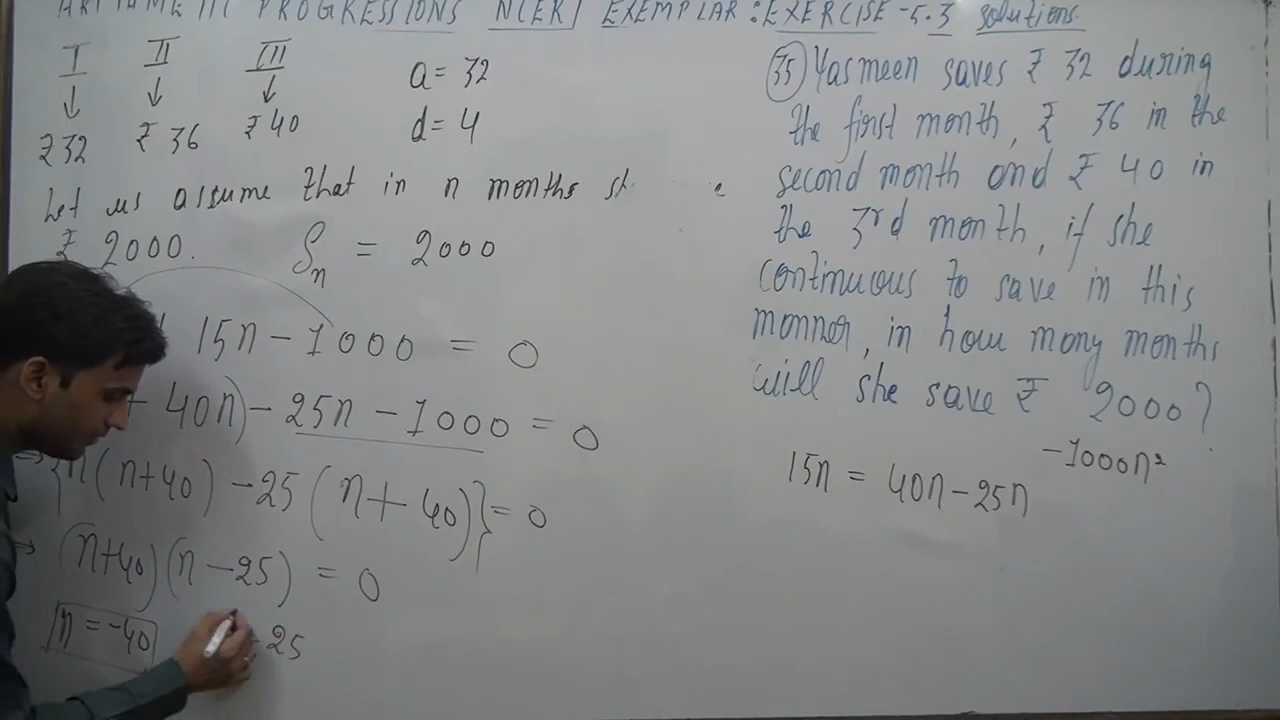 ARITHMETIC PROGRESSIONS NCERT EXEMPLAR : EXERCISE-5.3 solutions.
I II III
↓ ↓ ↓
₹32 ₹36 ₹40
a = 32
d = 4
Let us assume that in n months
₹ 2000. Sn = 2000
15n - 1000 = 0
40n) - 25n - 1000 = 0
⇒ {n(n+40) - 25(n+40)} = 0
⇒ (n+40)(n-25) = 0
n = -40 25
(35) Yasmeen saves ₹ 32 during
the first month, ₹ 36 in the
second month and ₹ 40 in
the 3rd month, if she
continuous to save in this
manner, in how many months
will she save ₹ 2000?
15n = 40n - 25n
-1000n²